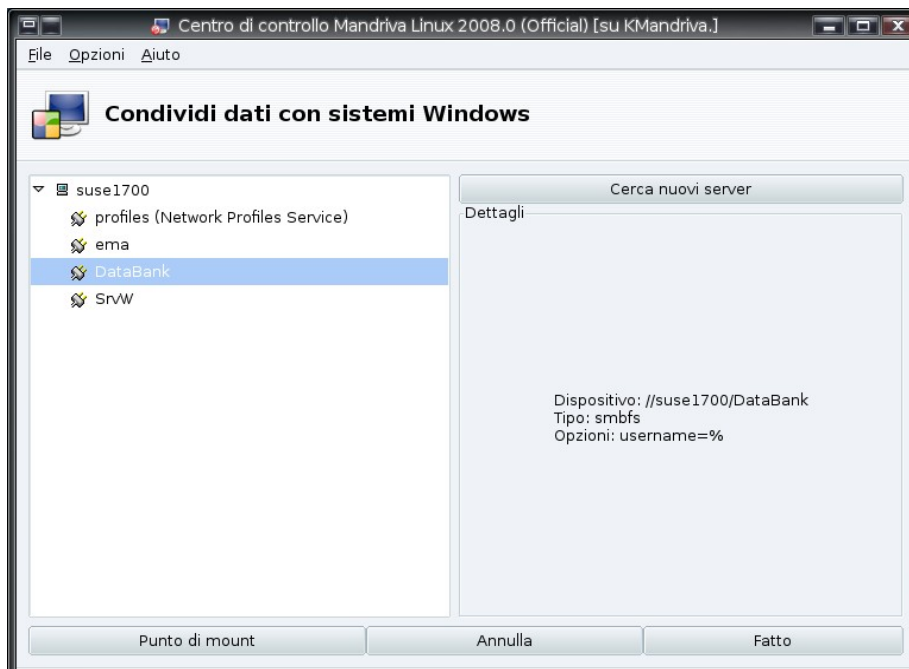 Centro di controllo Mandriva Linux 2008.0 (Official) [su KMandriva.]
File Opzioni Aiuto
Condividi dati con sistemi Windows
suse1700
profiles (Network Profiles Service)
ema
DataBank
SrvW
Cerca nuovi server
Dettagli
Dispositivo: //suse1700/DataBank
Tipo: smbfs
Opzioni: username=%
Punto di mount Annulla Fatto